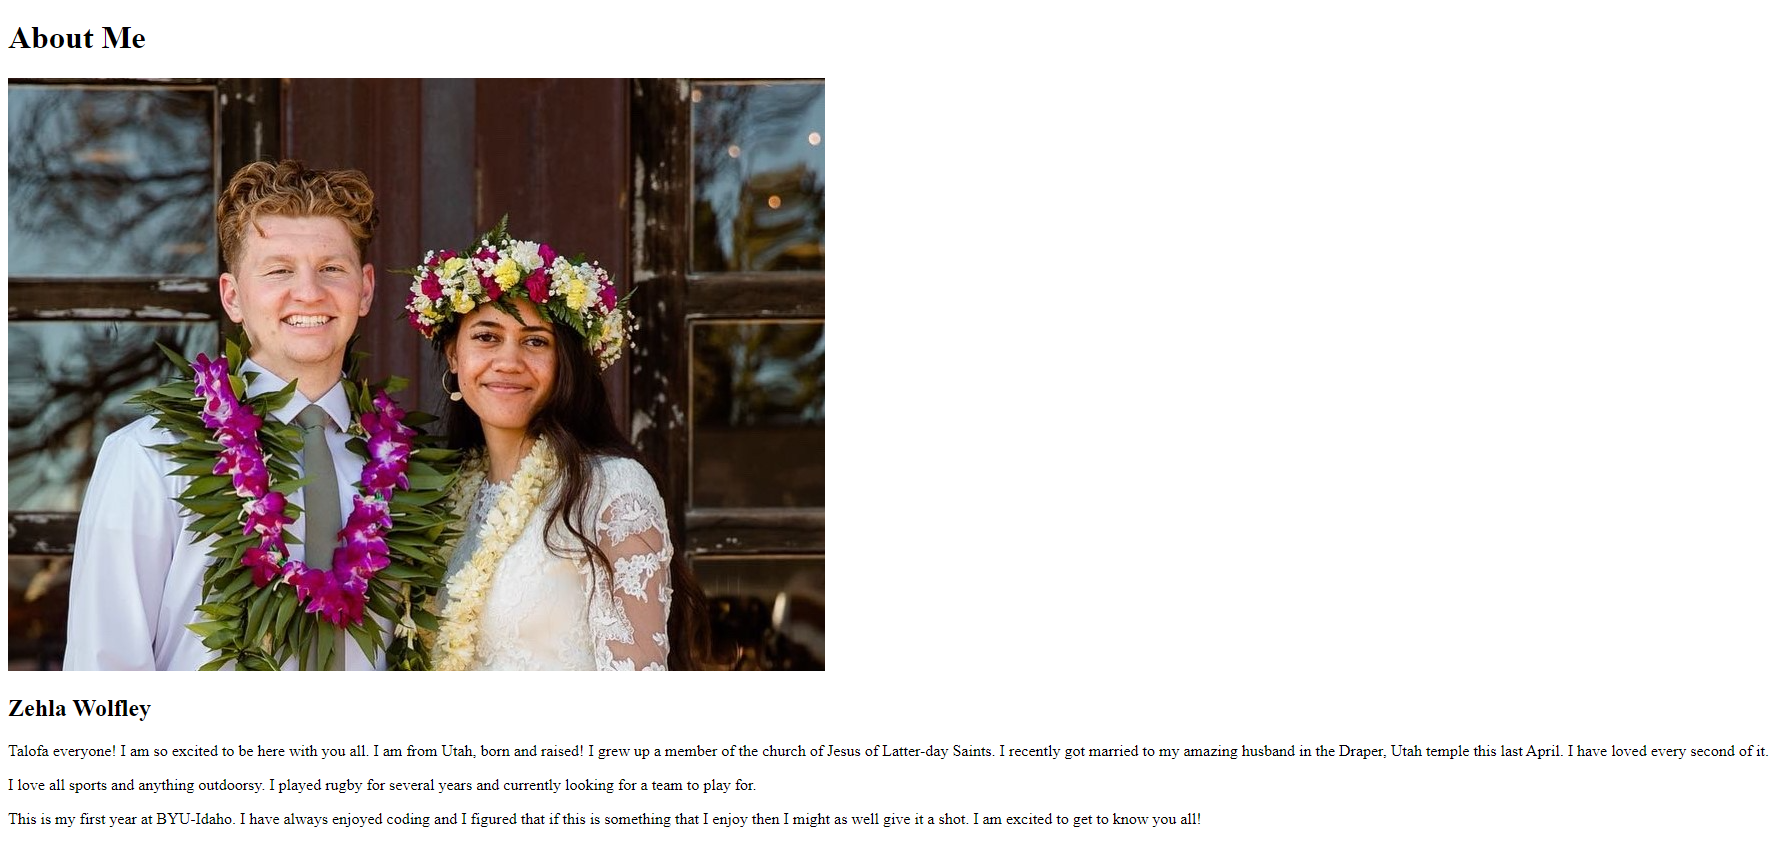 About Me
Zehla Wolfley
Talofa everyone! I am so excited to be here with you all. I am from Utah, born and raised! I grew up a member of the church of Jesus of Latter-day Saints. I recently got married to my amazing husband in the Draper, Utah temple this last April. I have loved every second of it.
I love all sports and anything outdoorsy. I played rugby for several years and currently looking for a team to play for.
This is my first year at BYU-Idaho. I have always enjoyed coding and I figured that if this is something that I enjoy then I might as well give it a shot. I am excited to get to know you all!